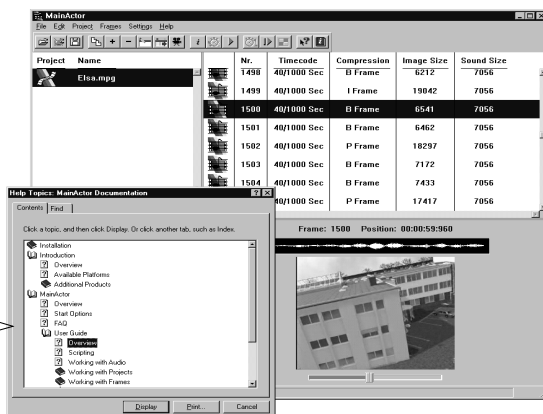 MainActor
File Edit Project Frames Settings Help
Project Name
Elsa.mpg
Nr. Timecode Compression Image Size Sound Size
1498 40/1000 Sec B Frame 6212 7056
1499 40/1000 Sec I Frame 19042 7056
1500 40/1000 Sec B Frame 6541 7056
1501 40/1000 Sec B Frame 6462 7056
1502 40/1000 Sec P Frame 18297 7056
1503 40/1000 Sec B Frame 7172 7056
1504 40/1000 Sec B Frame 7433 7056
40/1000 Sec P Frame 17417 7056
Frame: 1500 Position: 00:00:59:960
Help Topics: MainActor Documentation
Contents Find
Click a topic, and then click Display. Or click another tab, such as Index.
Installation
Introduction
Overview
Available Platforms
Additional Products
MainActor
Overview
Start Options
FAQ
User Guide
Overview
Scripting
Working with Audio
Working with Projects
Working with Frames
Display Print... Cancel